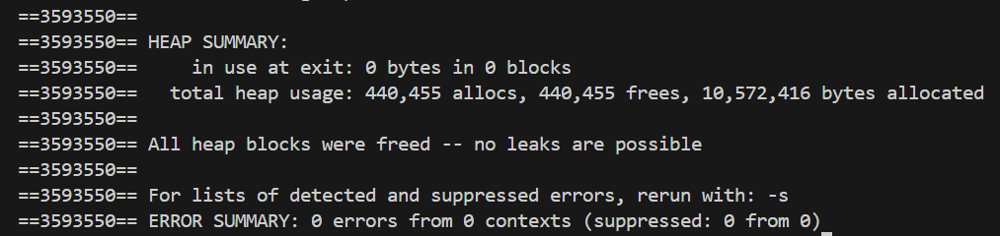 ==3593550==
==3593550== HEAP SUMMARY:
==3593550==     in use at exit: 0 bytes in 0 blocks
==3593550==   total heap usage: 440,455 allocs, 440,455 frees, 10,572,416 bytes allocated
==3593550==
==3593550== All heap blocks were freed -- no leaks are possible
==3593550==
==3593550== For lists of detected and suppressed errors, rerun with: -s
==3593550== ERROR SUMMARY: 0 errors from 0 contexts (suppressed: 0 from 0)